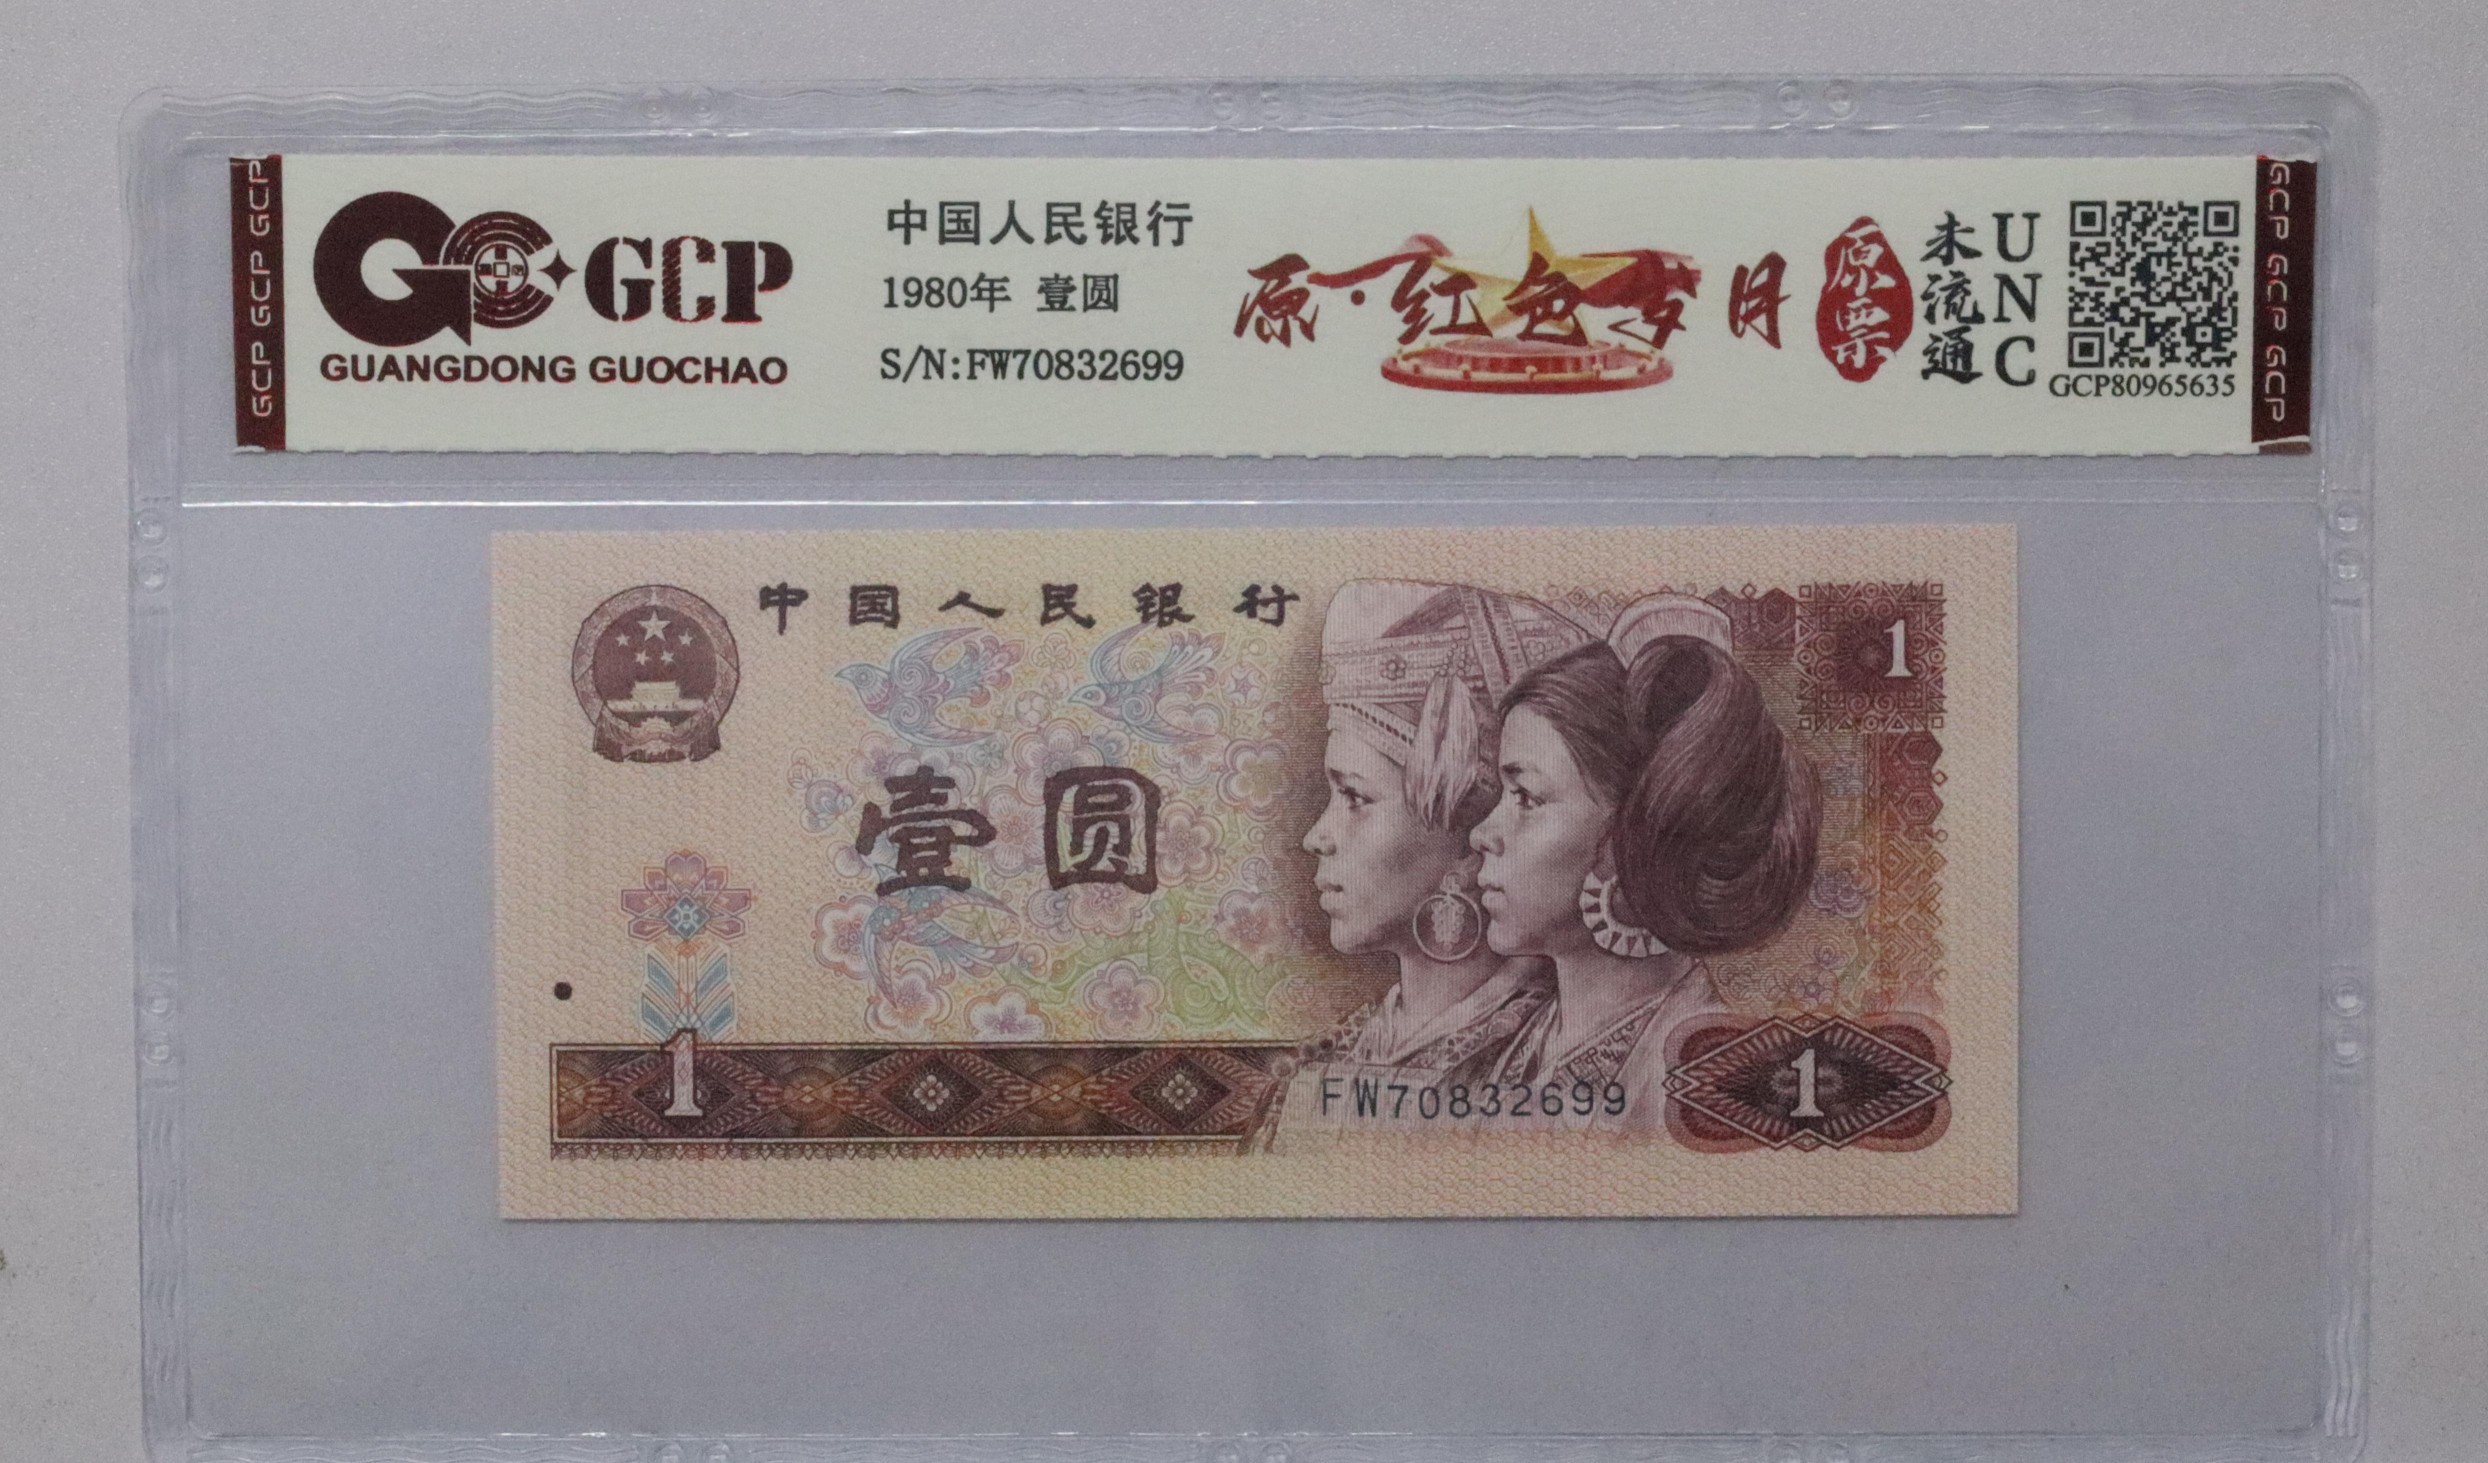 GCP GCP GCP
GCP
GUANGDONG GUOCHAO
中国人民银行
1980年 壹圆
S/N:FW70832699
原·红色岁月
原票
未流通
UNC
GCP80965635
GCP GCP GCP
中国人民银行
1
壹圆
1
FW70832699
1